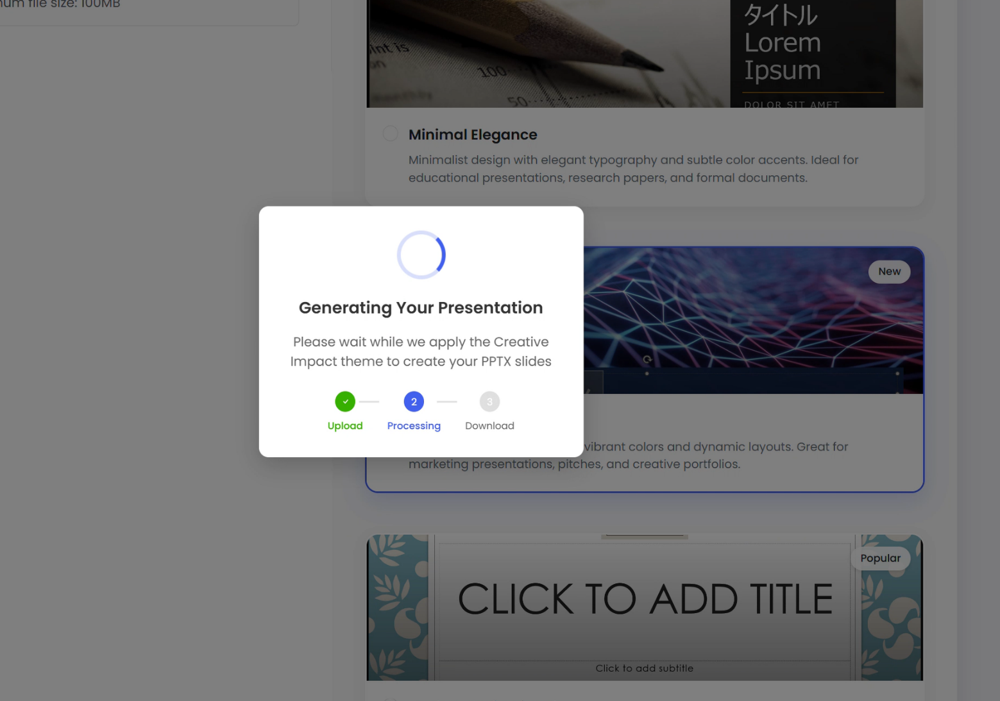 num file size: 100MB
タイトル
Lorem
Ipsum
DOLOR SIT AMET
point is
on
100
50
monthly
Minimal Elegance
Minimalist design with elegant typography and subtle color accents. Ideal for
educational presentations, research papers, and formal documents.
New
Generating Your Presentation
Please wait while we apply the Creative
Impact theme to create your PPTX slides
2
3
Upload
Processing
Download
vibrant colors and dynamic layouts. Great for
marketing presentations, pitches, and creative portfolios.
Popular
CLICK TO ADD TITLE
Click to add subtitle